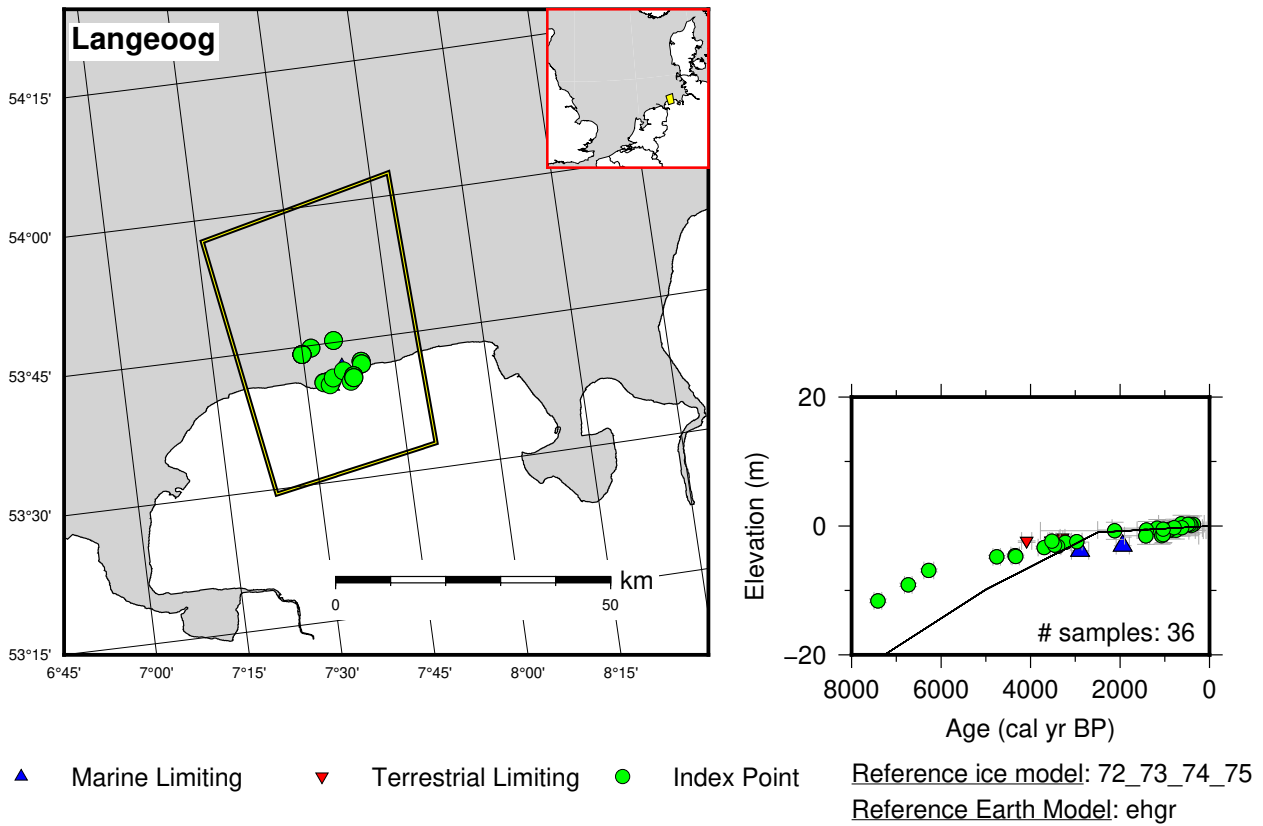 Langeoog
54°15'
54°00'
53°45'
53°30'
53°15'
6°45'
7°00'
7°15'
7°30'
7°45'
8°00'
8°15'
km
0
50
20
0
−20
Elevation (m)
# samples: 36
8000
6000
4000
2000
0
Age (cal yr BP)
Marine Limiting
Terrestrial Limiting
Index Point
Reference ice model: 72_73_74_75
Reference Earth Model: ehgr